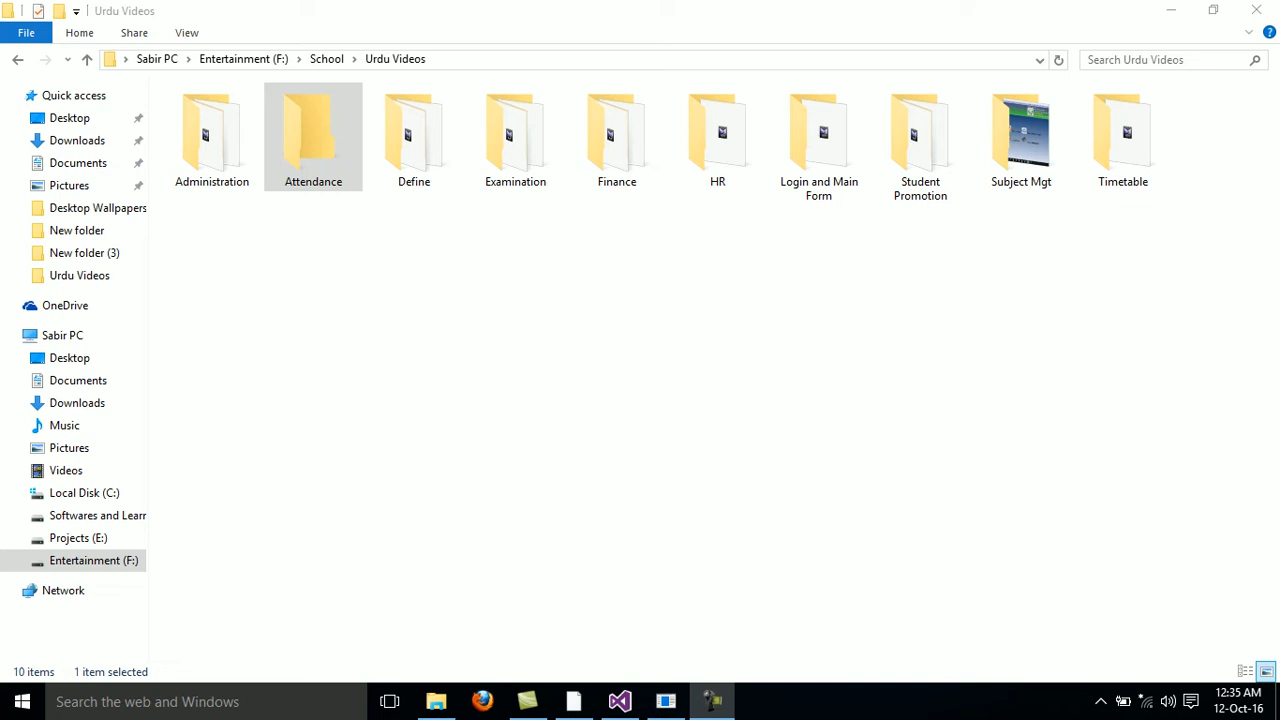 Urdu Videos
File Home Share View
Sabir PC Entertainment (F:) School Urdu Videos
Search Urdu Videos
Quick access
Desktop
Downloads
Documents
Pictures
Desktop Wallpapers
New folder
New folder (3)
Urdu Videos
OneDrive
Sabir PC
Desktop
Documents
Downloads
Music
Pictures
Videos
Local Disk (C:)
Softwares and Learn
Projects (E:)
Entertainment (F:)
Network
Administration
Attendance
Define
Examination
Finance
HR
Login and Main
Form
Student
Promotion
Subject Mgt
Timetable
10 items 1 item selected
Search the web and Windows
12:35 AM
12-Oct-16